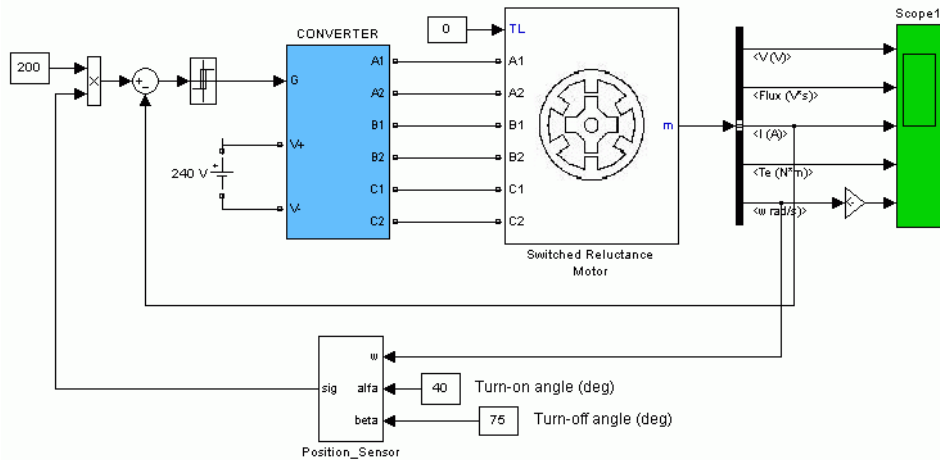 Scope1
CONVERTER
0
TL
200
G
A1
A1
A2
A2
B1
B1
B2
B2
C1
C1
C2
C2
V+
V-
240 V
+
m
<V (V)>
<Flux (V*s)>
<I (A)>
<Te (N*m)>
<w rad/s)>
Switched Reluctance
Motor
w
sig
alfa
beta
40
Turn-on angle (deg)
75
Turn-off angle (deg)
Position_Sensor